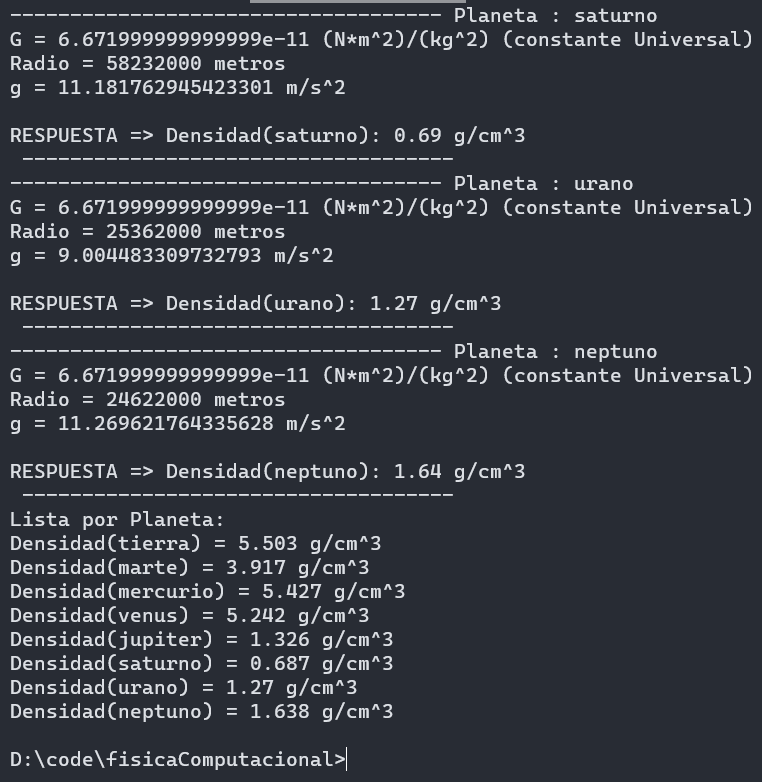 ------------------------------------ Planeta : saturno
G = 6.671999999999999e-11 (N*m^2)/(kg^2) (constante Universal)
Radio = 58232000 metros
g = 11.181762945423301 m/s^2
RESPUESTA => Densidad(saturno): 0.69 g/cm^3
------------------------------------
------------------------------------ Planeta : urano
G = 6.671999999999999e-11 (N*m^2)/(kg^2) (constante Universal)
Radio = 25362000 metros
g = 9.004483309732793 m/s^2
RESPUESTA => Densidad(urano): 1.27 g/cm^3
------------------------------------
------------------------------------ Planeta : neptuno
G = 6.671999999999999e-11 (N*m^2)/(kg^2) (constante Universal)
Radio = 24622000 metros
g = 11.269621764335628 m/s^2
RESPUESTA => Densidad(neptuno): 1.64 g/cm^3
------------------------------------
Lista por Planeta:
Densidad(tierra) = 5.503 g/cm^3
Densidad(marte) = 3.917 g/cm^3
Densidad(mercurio) = 5.427 g/cm^3
Densidad(venus) = 5.242 g/cm^3
Densidad(jupiter) = 1.326 g/cm^3
Densidad(saturno) = 0.687 g/cm^3
Densidad(urano) = 1.27 g/cm^3
Densidad(neptuno) = 1.638 g/cm^3
D:\code\fisicaComputacional>